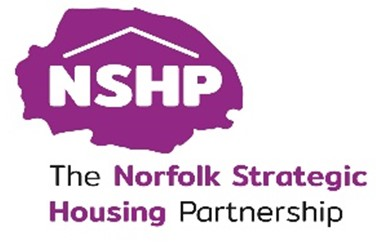 NSHP
The Norfolk Strategic
Housing Partnership